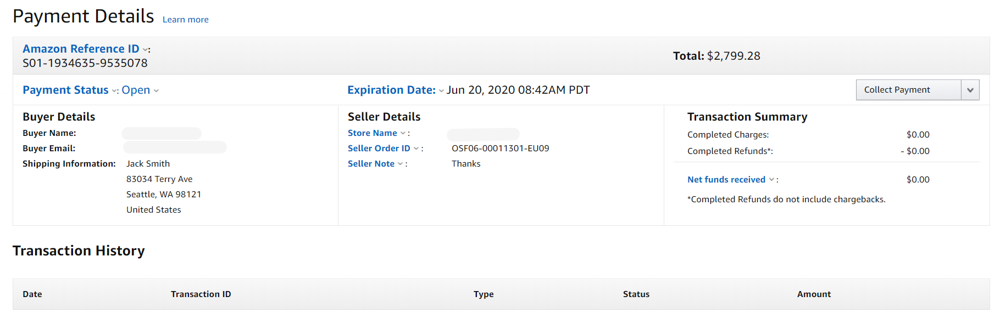 Payment Details Learn more
Amazon Reference ID :
S01-1934635-9535078
Total: $2,799.28
Payment Status : Open
Expiration Date: Jun 20, 2020 08:42AM PDT
Collect Payment
Buyer Details
Buyer Name:
Buyer Email:
Shipping Information: Jack Smith
83034 Terry Ave
Seattle, WA 98121
United States
Seller Details
Store Name :
Seller Order ID : OSF06-00011301-EU09
Seller Note : Thanks
Transaction Summary
Completed Charges: $0.00
Completed Refunds*: - $0.00
Net funds received : $0.00
*Completed Refunds do not include chargebacks.
Transaction History
Date Transaction ID Type Status Amount